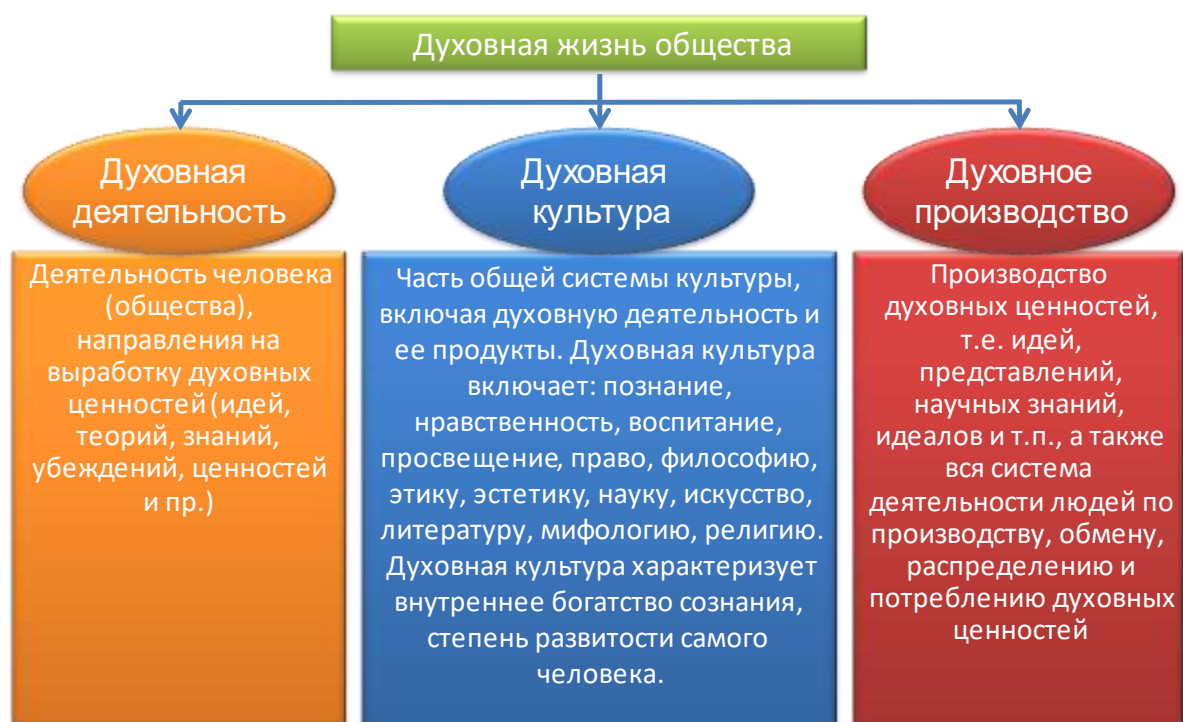 Духовная жизнь общества
Духовная
деятельность
Деятельность человека
(общества),
направления на
выработку духовных
ценностей (идей,
теорий, знаний,
убеждений, ценностей
и пр.)
Духовная
культура
Часть общей системы культуры,
включая духовную деятельность и
ее продукты. Духовная культура
включает: познание,
нравственность, воспитание,
просвещение, право, философию,
этику, эстетику, науку, искусство,
литературу, мифологию, религию.
Духовная культура характеризует
внутреннее богатство сознания,
степень развитости самого
человека.
Духовное
производство
Производство
духовных ценностей,
т.е. идей,
представлений,
научных знаний,
идеалов и т.п., а также
вся система
деятельности людей по
производству, обмену,
распределению и
потреблению духовных
ценностей